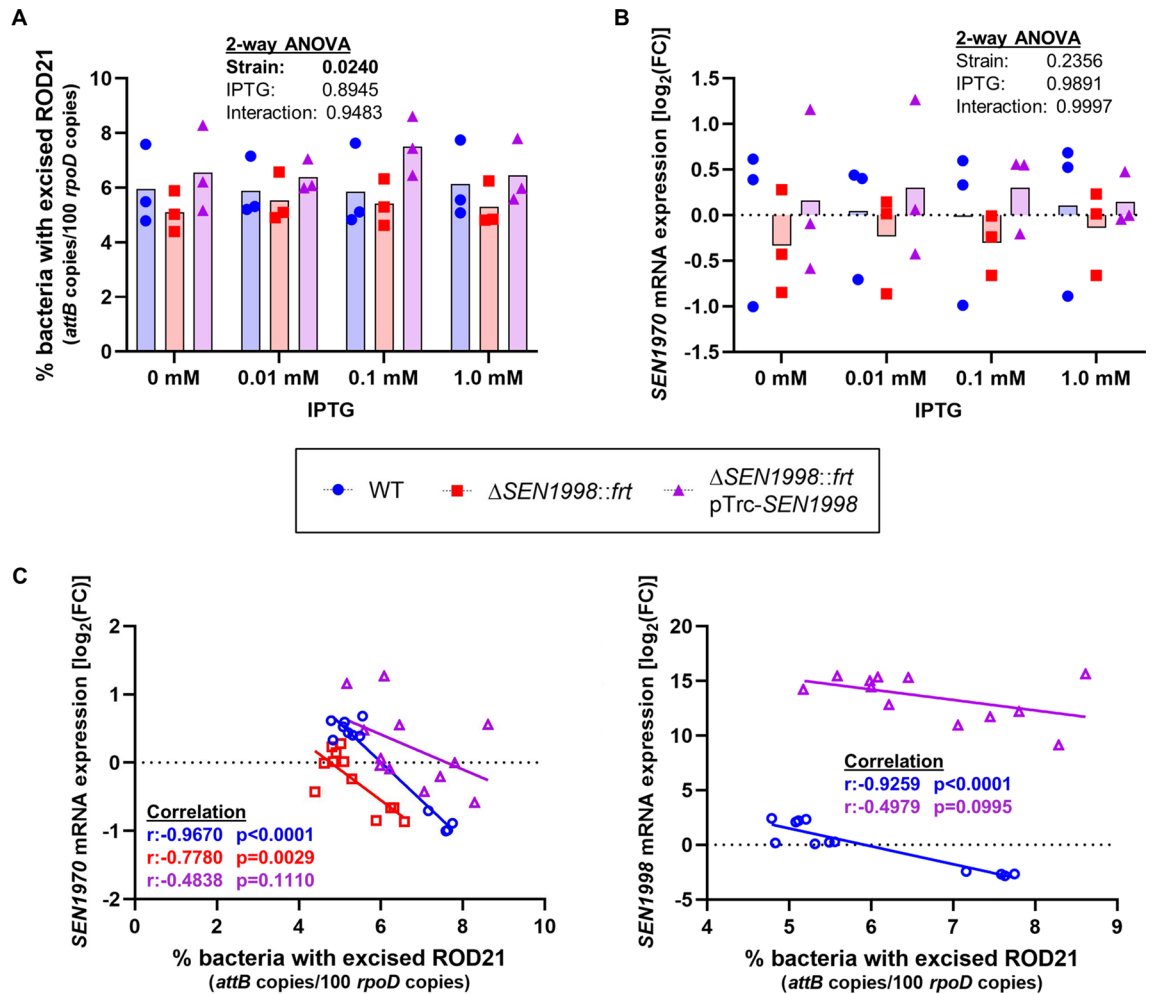 A
% bacteria with excised ROD21
(attB copies/100 rpoD copies)
2-way ANOVA
Strain: 0.0240
IPTG: 0.8945
Interaction: 0.9483
10
8
6
4
2
0
0 mM 0.01 mM 0.1 mM 1.0 mM
IPTG
B
SEN1970 mRNA expression [log2(FC)]
2-way ANOVA
Strain: 0.2356
IPTG: 0.9891
Interaction: 0.9997
1.5
1.0
0.5
0.0
-0.5
-1.0
-1.5
0 mM 0.01 mM 0.1 mM 1.0 mM
IPTG
WT
ΔSEN1998::frt
ΔSEN1998::frt
pTrc-SEN1998
C
SEN1970 mRNA expression [log2(FC)]
2
1
0
-1
-2
Correlation
r:-0.9670 p<0.0001
r:-0.7780 p=0.0029
r:-0.4838 p=0.1110
0 2 4 6 8 10
% bacteria with excised ROD21
(attB copies/100 rpoD copies)
SEN1998 mRNA expression [log2(FC)]
20
15
10
5
0
-5
Correlation
r:-0.9259 p<0.0001
r:-0.4979 p=0.0995
4 5 6 7 8 9
% bacteria with excised ROD21
(attB copies/100 rpoD copies)